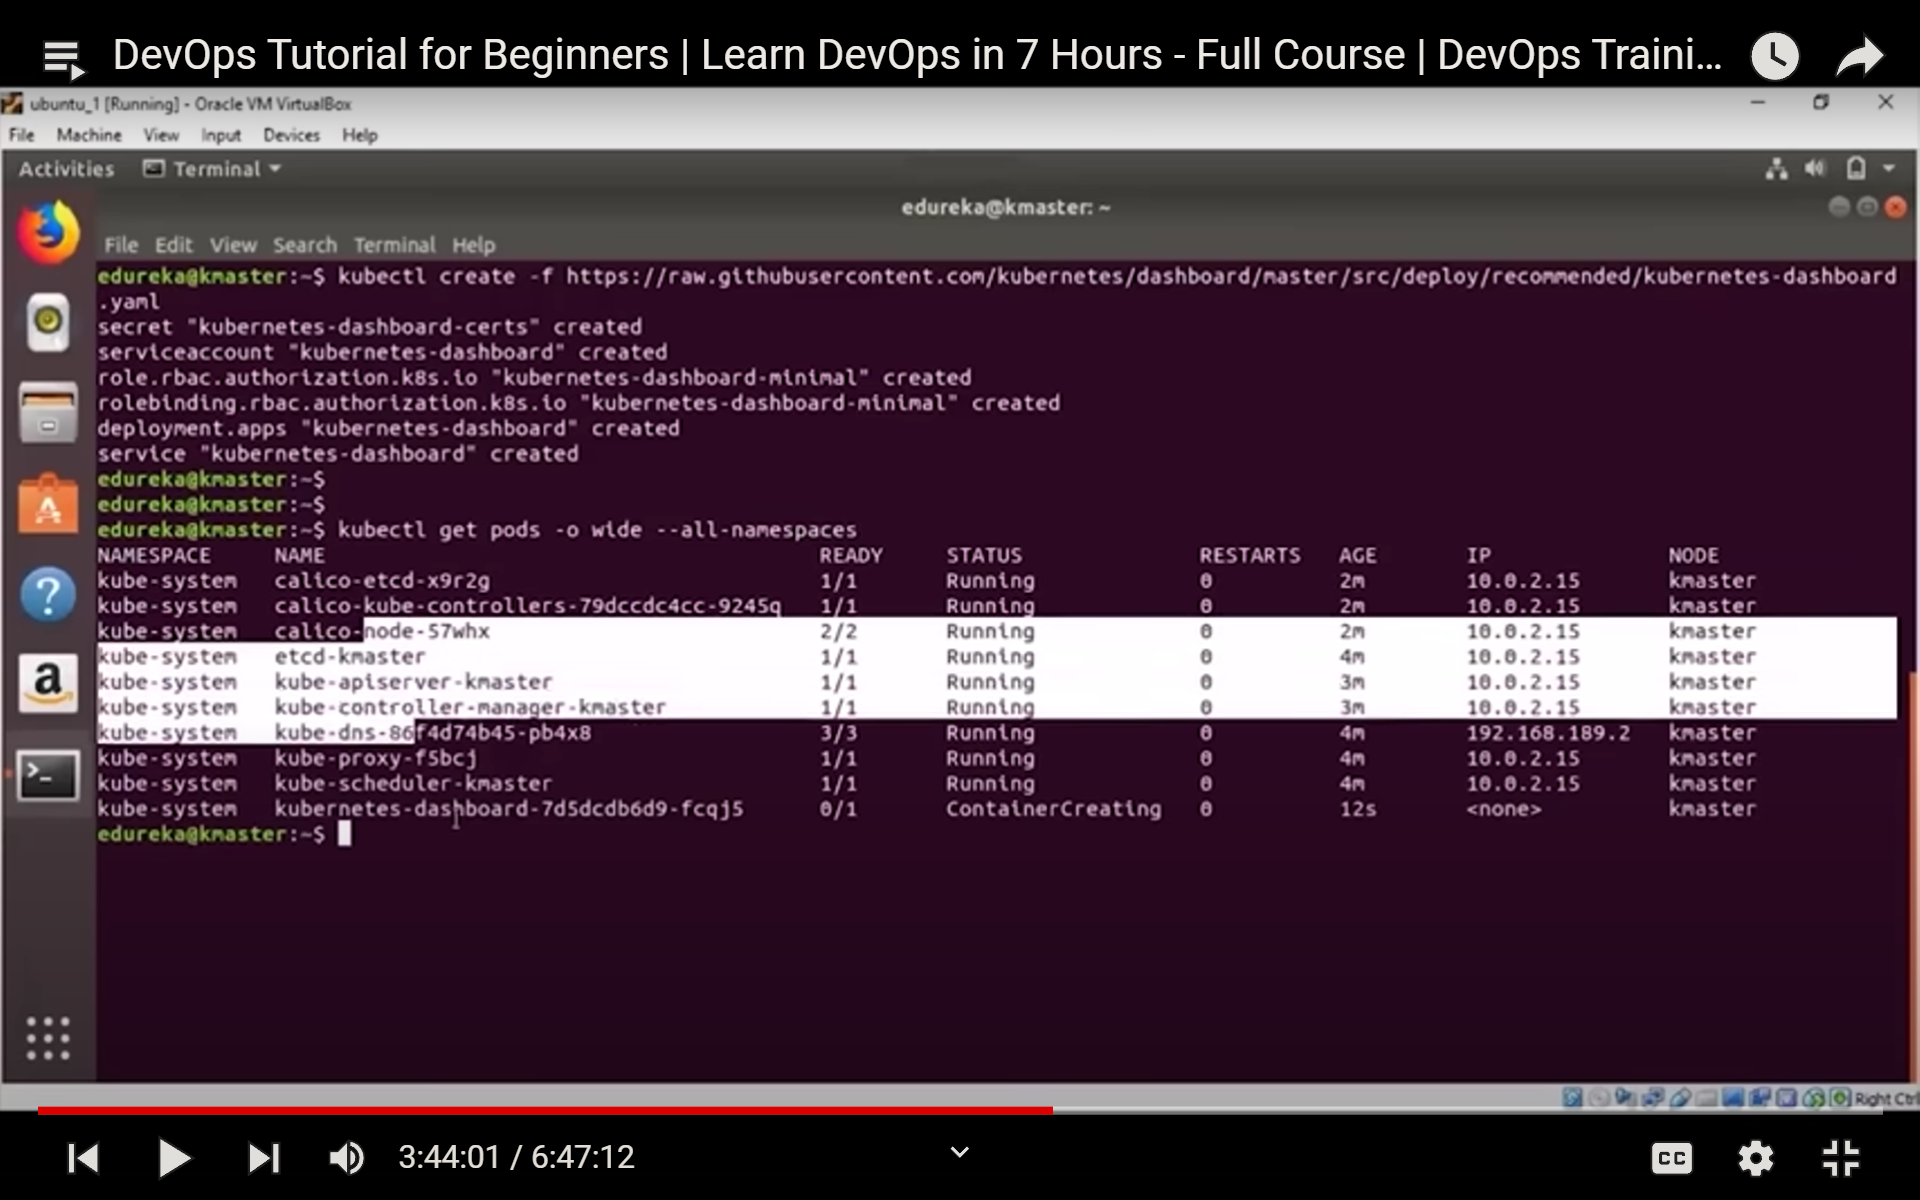 DevOps Tutorial for Beginners | Learn DevOps in 7 Hours - Full Course | DevOps Traini...
ubuntu_1 [Running] - Oracle VM VirtualBox
File Machine View Input Devices Help
Activities Terminal
edureka@kmaster: ~
File Edit View Search Terminal Help
edureka@kmaster:~$ kubectl create -f https://raw.githubusercontent.com/kubernetes/dashboard/master/src/deploy/recommended/kubernetes-dashboard
.yaml
secret "kubernetes-dashboard-certs" created
serviceaccount "kubernetes-dashboard" created
role.rbac.authorization.k8s.io "kubernetes-dashboard-minimal" created
rolebinding.rbac.authorization.k8s.io "kubernetes-dashboard-minimal" created
deployment.apps "kubernetes-dashboard" created
service "kubernetes-dashboard" created
edureka@kmaster:~$
edureka@kmaster:~$
edureka@kmaster:~$ kubectl get pods -o wide --all-namespaces
NAMESPACE NAME READY STATUS RESTARTS AGE IP NODE
kube-system calico-etcd-x9r2g 1/1 Running 0 2m 10.0.2.15 kmaster
kube-system calico-kube-controllers-79dccdc4cc-9245q 1/1 Running 0 2m 10.0.2.15 kmaster
kube-system calico-node-57whx 2/2 Running 0 2m 10.0.2.15 kmaster
kube-system etcd-kmaster 1/1 Running 0 4m 10.0.2.15 kmaster
kube-system kube-apiserver-kmaster 1/1 Running 0 3m 10.0.2.15 kmaster
kube-system kube-controller-manager-kmaster 1/1 Running 0 3m 10.0.2.15 kmaster
kube-system kube-dns-86f4d74b45-pb4x8 3/3 Running 0 4m 192.168.189.2 kmaster
kube-system kube-proxy-f5bcj 1/1 Running 0 4m 10.0.2.15 kmaster
kube-system kube-scheduler-kmaster 1/1 Running 0 4m 10.0.2.15 kmaster
kube-system kubernetes-dashboard-7d5dcdb6d9-fcqj5 0/1 ContainerCreating 0 12s <none> kmaster
edureka@kmaster:~$
Right Ctrl
3:44:01 / 6:47:12
CC